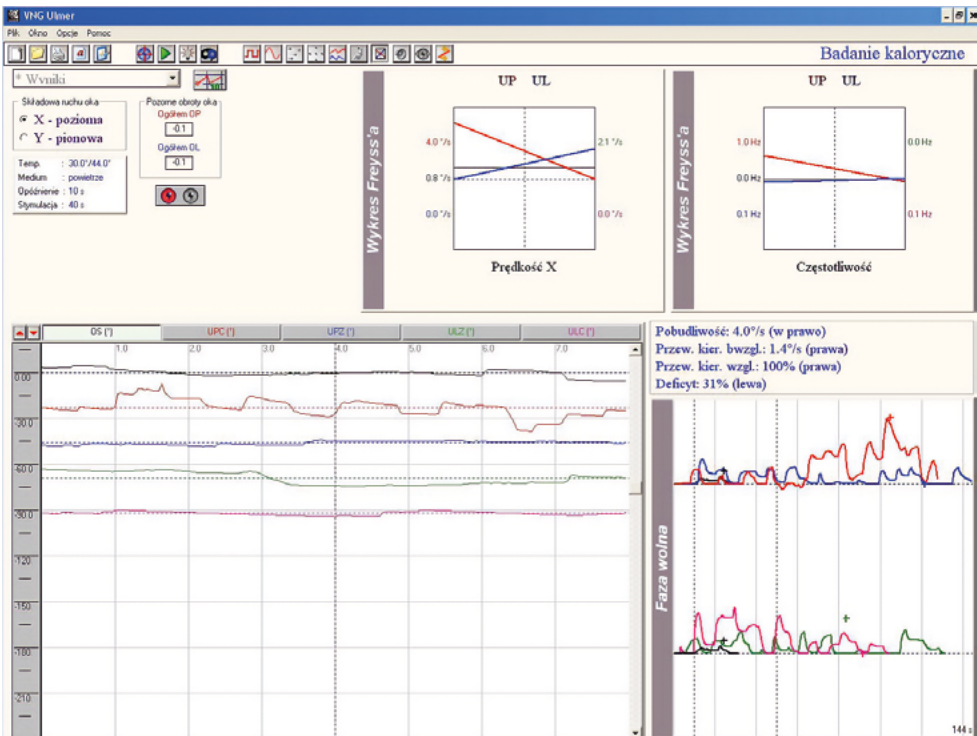 VNG Ulmer
Plik Okno Opcje Pomoc
Badanie kaloryczne
* Wyniki
Składowa ruchu oka
X - pozioma
Y - pionowa
Pozorne obroty oka
Ogółem OP
-0.1
Ogółem OL
-0.1
Temp. : 30.0°/44.0°
Medium : powietrze
Opóźnienie : 10 s
Stymulacja : 40 s
Wykres Freyss'a
UP UL
4.0 °/s
2.1 °/s
0.8 °/s
0.0 °/s
0.0 °/s
Prędkość X
Wykres Freyss'a
UP UL
1.0 Hz
0.0 Hz
0.0 Hz
0.1 Hz
0.1 Hz
Częstotliwość
OS (°) UPC (°) UPZ (°) ULZ (°) ULC (°)
1.0 2.0 3.0 4.0 5.0 6.0 7.0
0.00
-30.0
-60.0
-90.0
-120
-150
-180
-210
Pobudliwość: 4.0°/s (w prawo)
Przew. kier. bwzgl.: 1.4°/s (prawa)
Przew. kier. wzgl.: 100% (prawa)
Deficyt: 31% (lewa)
Faza wolna
144 s